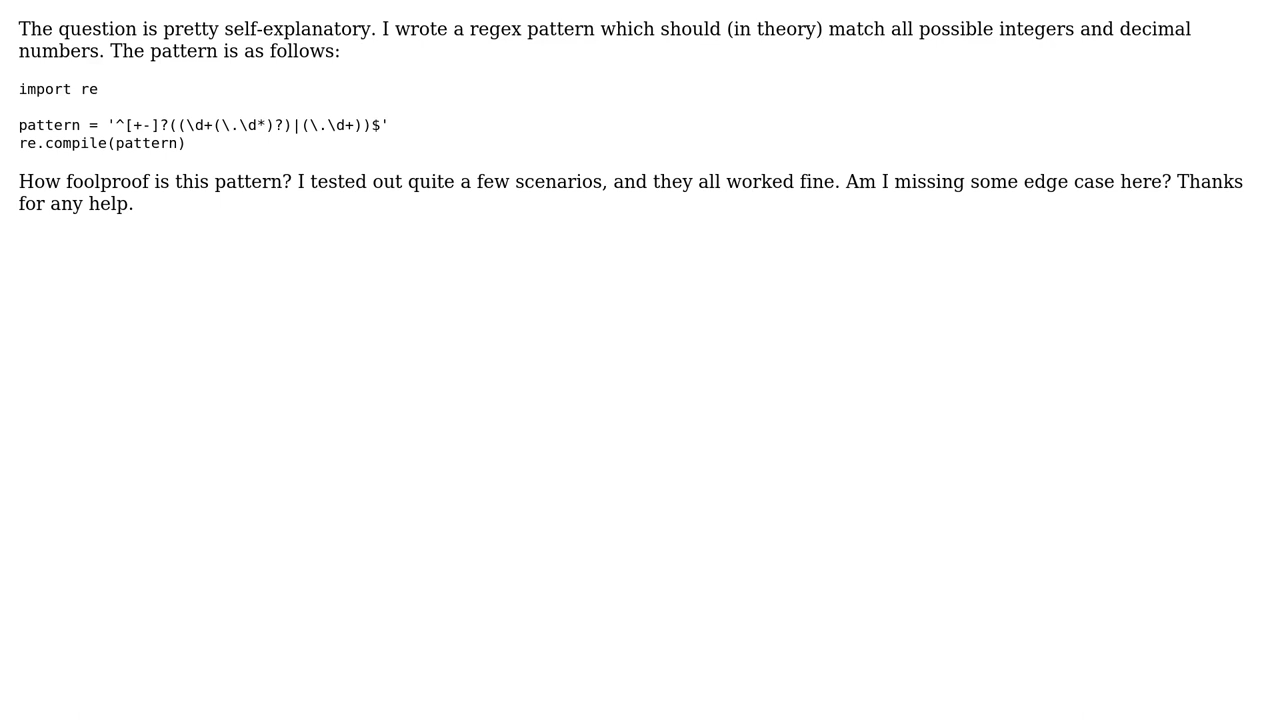 The question is pretty self-explanatory. I wrote a regex pattern which should (in theory) match all possible integers and decimal
numbers. The pattern is as follows:
import re
pattern = '^[+-]?((\d+(\.\d*)?)|(\.\d+))$'
re.compile(pattern)
How foolproof is this pattern? I tested out quite a few scenarios, and they all worked fine. Am I missing some edge case here? Thanks
for any help.